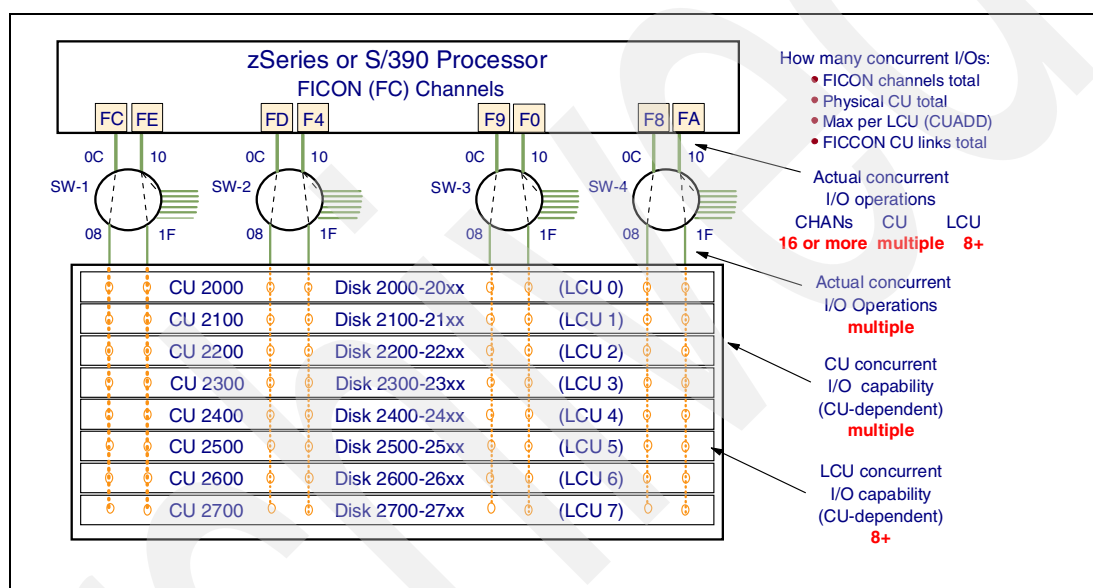 zSeries or S/390 Processor
FICON (FC) Channels
FC FE FD F4 F9 F0 F8 FA
0C 10 0C 10 0C 10 0C 10
SW-1 SW-2 SW-3 SW-4
08 1F 08 1F 08 1F 08 1F
CU 2000 Disk 2000-20xx (LCU 0)
CU 2100 Disk 2100-21xx (LCU 1)
CU 2200 Disk 2200-22xx (LCU 2)
CU 2300 Disk 2300-23xx (LCU 3)
CU 2400 Disk 2400-24xx (LCU 4)
CU 2500 Disk 2500-25xx (LCU 5)
CU 2600 Disk 2600-26xx (LCU 6)
CU 2700 Disk 2700-27xx (LCU 7)
How many concurrent I/Os:
• FICON channels total
• Physical CU total
• Max per LCU (CUADD)
• FICCON CU links total
Actual concurrent
I/O operations
CHANs CU LCU
16 or more multiple 8+
Actual concurrent
I/O Operations
multiple
CU concurrent
I/O capability
(CU-dependent)
multiple
LCU concurrent
I/O capability
(CU-dependent)
8+